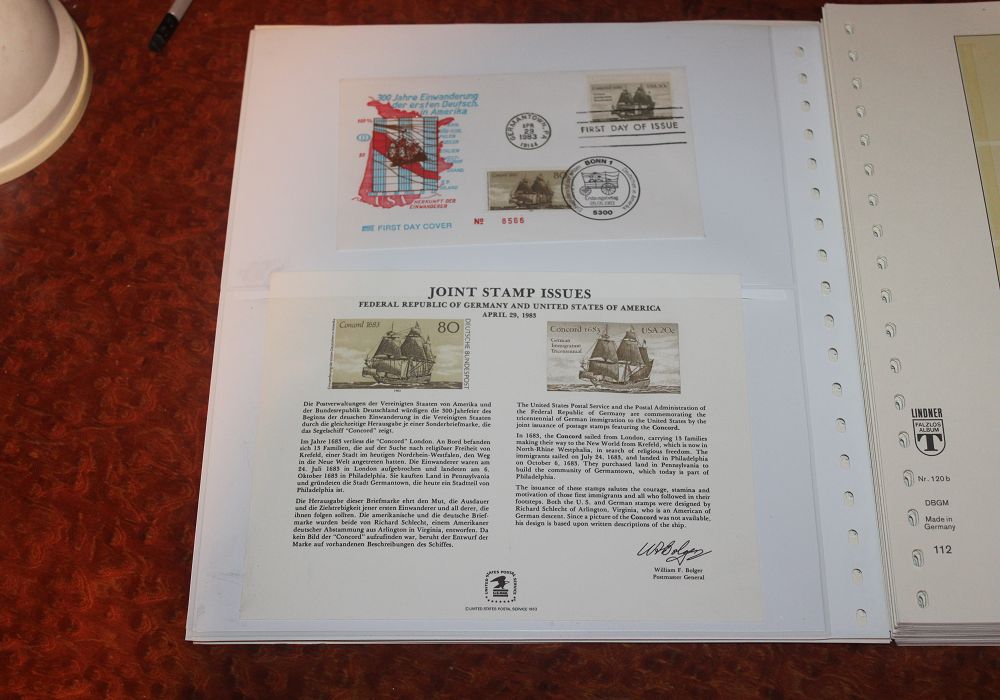 300 Jahre Einwanderung
der ersten Deutsch.
in Amerika
USA
HERKUNFT DER
EINWANDERER
FIRST DAY COVER
No 8566
GERMANTOWN, PA
APR
29
1983
19144
Concord 1683
USA 20c
FIRST DAY OF ISSUE
Concord 1683
80
BONN 1
Erstausgabetag
5300
JOINT STAMP ISSUES
FEDERAL REPUBLIC OF GERMANY AND UNITED STATES OF AMERICA
APRIL 29, 1983
Concord 1683
80
DEUTSCHE BUNDESPOST
Concord 1683
USA 20c
German
Immigration
Tricentennial
Die Postverwaltungen der Vereinigten Staaten von Amerika und
der Bundesrepublik Deutschland würdigen die 300-Jahrfeier des
Beginns der deuschen Einwanderung in die Vereinigten Staaten
durch die gleichzeitige Herausgabe je einer Sonderbriefmarke, die
das Segelschiff "Concord" zeigt.
Im Jahre 1683 verliess die "Concord" London. An Bord befanden
sich 13 Familien, die auf der Suche nach religiöser Freiheit von
Krefeld, einer Stadt im heutigen Nordrhein-Westfalen, den Weg
in die Neue Welt angetreten hatten. Die Einwanderer waren am
24. Juli 1683 in London aufgebrochen und landeten am 6.
Oktober 1683 in Philadelphia. Sie kauften Land in Pennsylvania
und gründeten die Stadt Germantown, die heute ein Stadtteil von
Philadelphia ist.
Die Herausgabe dieser Briefmarke ehrt den Mut, die Ausdauer
und die Zielstrebigkeit jener ersten Einwanderer und all derer, die
ihnen folgen sollten. Die amerikanische und die deutsche Brief-
marke wurden beide von Richard Schlecht, einem Amerikaner
deutscher Abstammung aus Arlington in Virginia, entworfen. Da
kein Bild der "Concord" aufzufinden war, beruht der Entwurf der
Marke auf vorhandenen Beschreibungen des Schiffes.
The United States Postal Service and the Postal Administration of
the Federal Republic of Germany are commemorating the
tricentennial of German immigration to the United States by the
joint issuance of postage stamps featuring the Concord.
In 1683, the Concord sailed from London, carrying 13 families
making their way to the New World from Krefeld, which is now in
North-Rhine Westphalia, in search of religious freedom. The
immigrants sailed on July 24, 1683, and landed in Philadelphia
on October 6, 1683. They purchased land in Pennsylvania to
build the community of Germantown, which today is part of
Philadelphia.
The issuance of these stamps salutes the courage, stamina and
motivation of those first immigrants and all who followed in their
footsteps. Both the U.S. and German stamps were designed by
Richard Schlecht of Arlington, Virginia, who is an American of
German descent. Since a picture of the Concord was not available,
his design is based upon written descriptions of the ship.
William F. Bolger
Postmaster General
UNITED STATES POSTAL SERVICE
©UNITED STATES POSTAL SERVICE 1983
LINDNER
FALZLOS
ALBUM
T
Nr. 120 b
DBGM
Made in
Germany
112